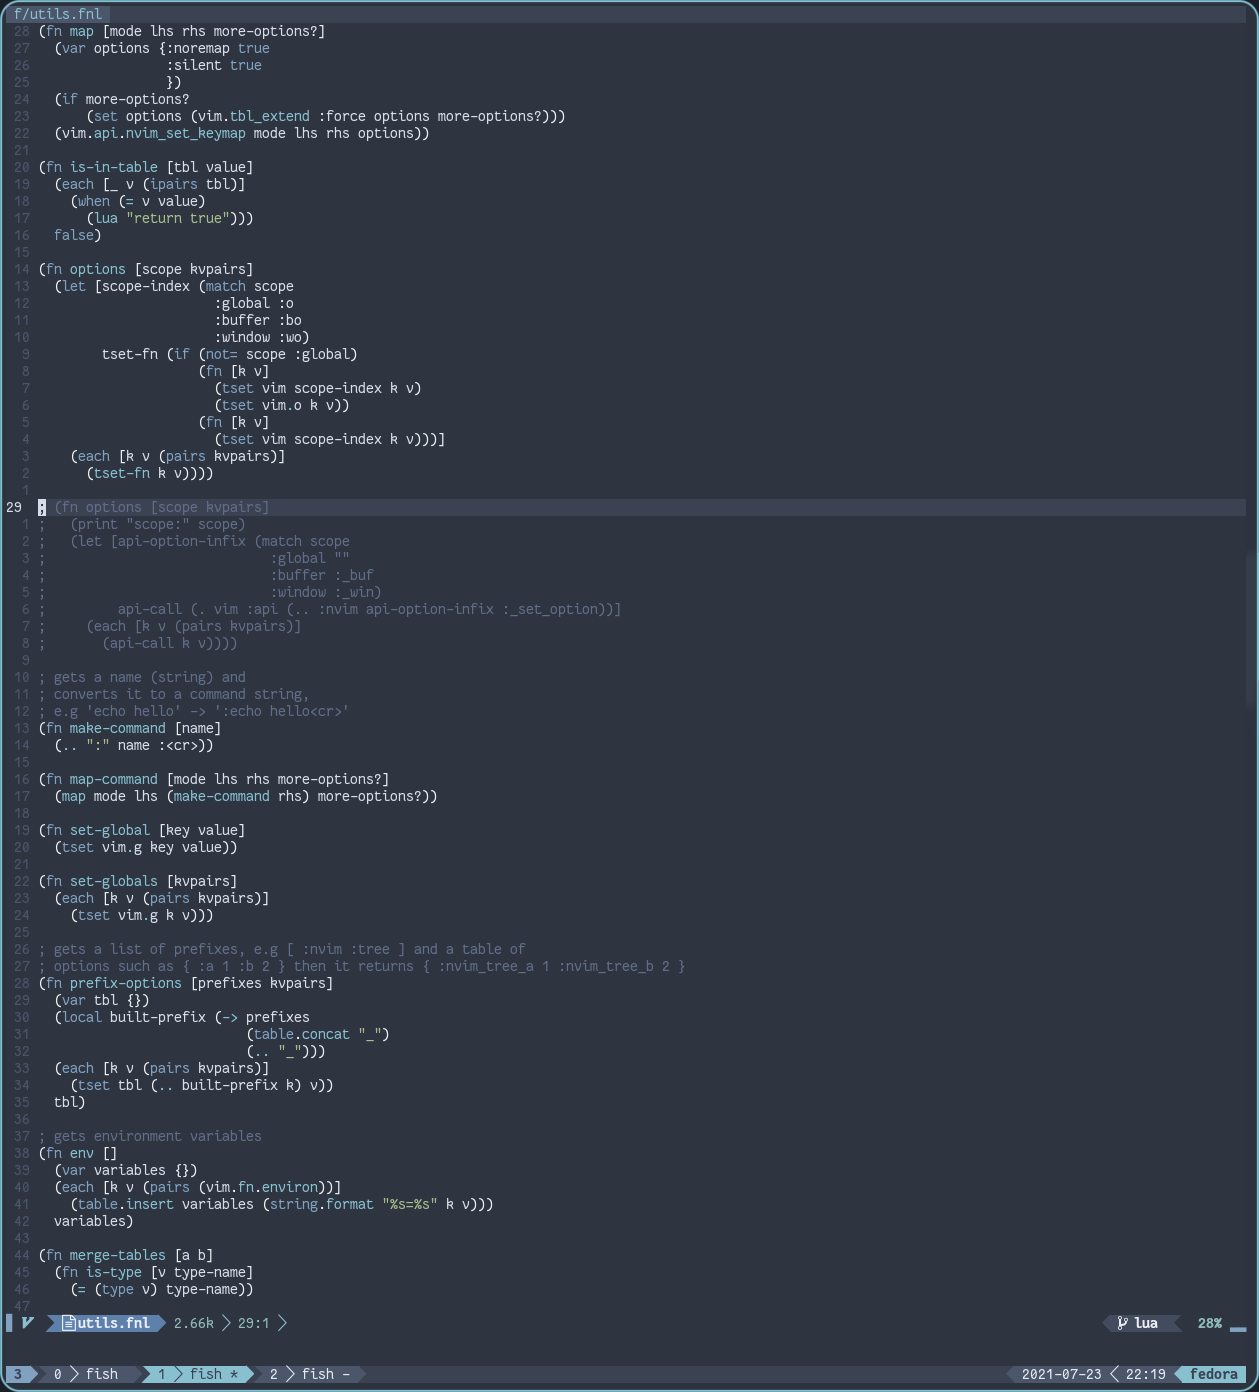 f/utils.fnl
28 (fn map [mode lhs rhs more-options?]
27   (var options {:noremap true
26                 :silent true
25                 })
24   (if more-options?
23       (set options (vim.tbl_extend :force options more-options?)))
22   (vim.api.nvim_set_keymap mode lhs rhs options))
21
20 (fn is-in-table [tbl value]
19   (each [_ v (ipairs tbl)]
18     (when (= v value)
17       (lua "return true")))
16   false)
15
14 (fn options [scope kvpairs]
13   (let [scope-index (match scope
12                       :global :o
11                       :buffer :bo
10                       :window :wo)
9         tset-fn (if (not= scope :global)
8                     (fn [k v]
7                       (tset vim scope-index k v)
6                       (tset vim.o k v))
5                     (fn [k v]
4                       (tset vim scope-index k v)))]
3     (each [k v (pairs kvpairs)]
2       (tset-fn k v))))
1
29  ; (fn options [scope kvpairs]
1 ;   (print "scope:" scope)
2 ;   (let [api-option-infix (match scope
3 ;                            :global ""
4 ;                            :buffer :_buf
5 ;                            :window :_win)
6 ;         api-call (. vim :api (.. :nvim api-option-infix :_set_option))]
7 ;     (each [k v (pairs kvpairs)]
8 ;       (api-call k v))))
9
10 ; gets a name (string) and
11 ; converts it to a command string,
12 ; e.g 'echo hello' -> ':echo hello<cr>'
13 (fn make-command [name]
14   (.. ":" name :<cr>))
15
16 (fn map-command [mode lhs rhs more-options?]
17   (map mode lhs (make-command rhs) more-options?))
18
19 (fn set-global [key value]
20   (tset vim.g key value))
21
22 (fn set-globals [kvpairs]
23   (each [k v (pairs kvpairs)]
24     (tset vim.g k v)))
25
26 ; gets a list of prefixes, e.g [ :nvim :tree ] and a table of
27 ; options such as { :a 1 :b 2 } then it returns { :nvim_tree_a 1 :nvim_tree_b 2 }
28 (fn prefix-options [prefixes kvpairs]
29   (var tbl {})
30   (local built-prefix (-> prefixes
31                           (table.concat "_")
32                           (.. "_")))
33   (each [k v (pairs kvpairs)]
34     (tset tbl (.. built-prefix k) v))
35   tbl)
36
37 ; gets environment variables
38 (fn env []
39   (var variables {})
40   (each [k v (pairs (vim.fn.environ))]
41     (table.insert variables (string.format "%s=%s" k v)))
42   variables)
43
44 (fn merge-tables [a b]
45   (fn is-type [v type-name]
46     (= (type v) type-name))
47
V utils.fnl 2.66k 29:1 lua 28%
3 0 fish 1 fish * 2 fish - 2021-07-23 22:19 fedora